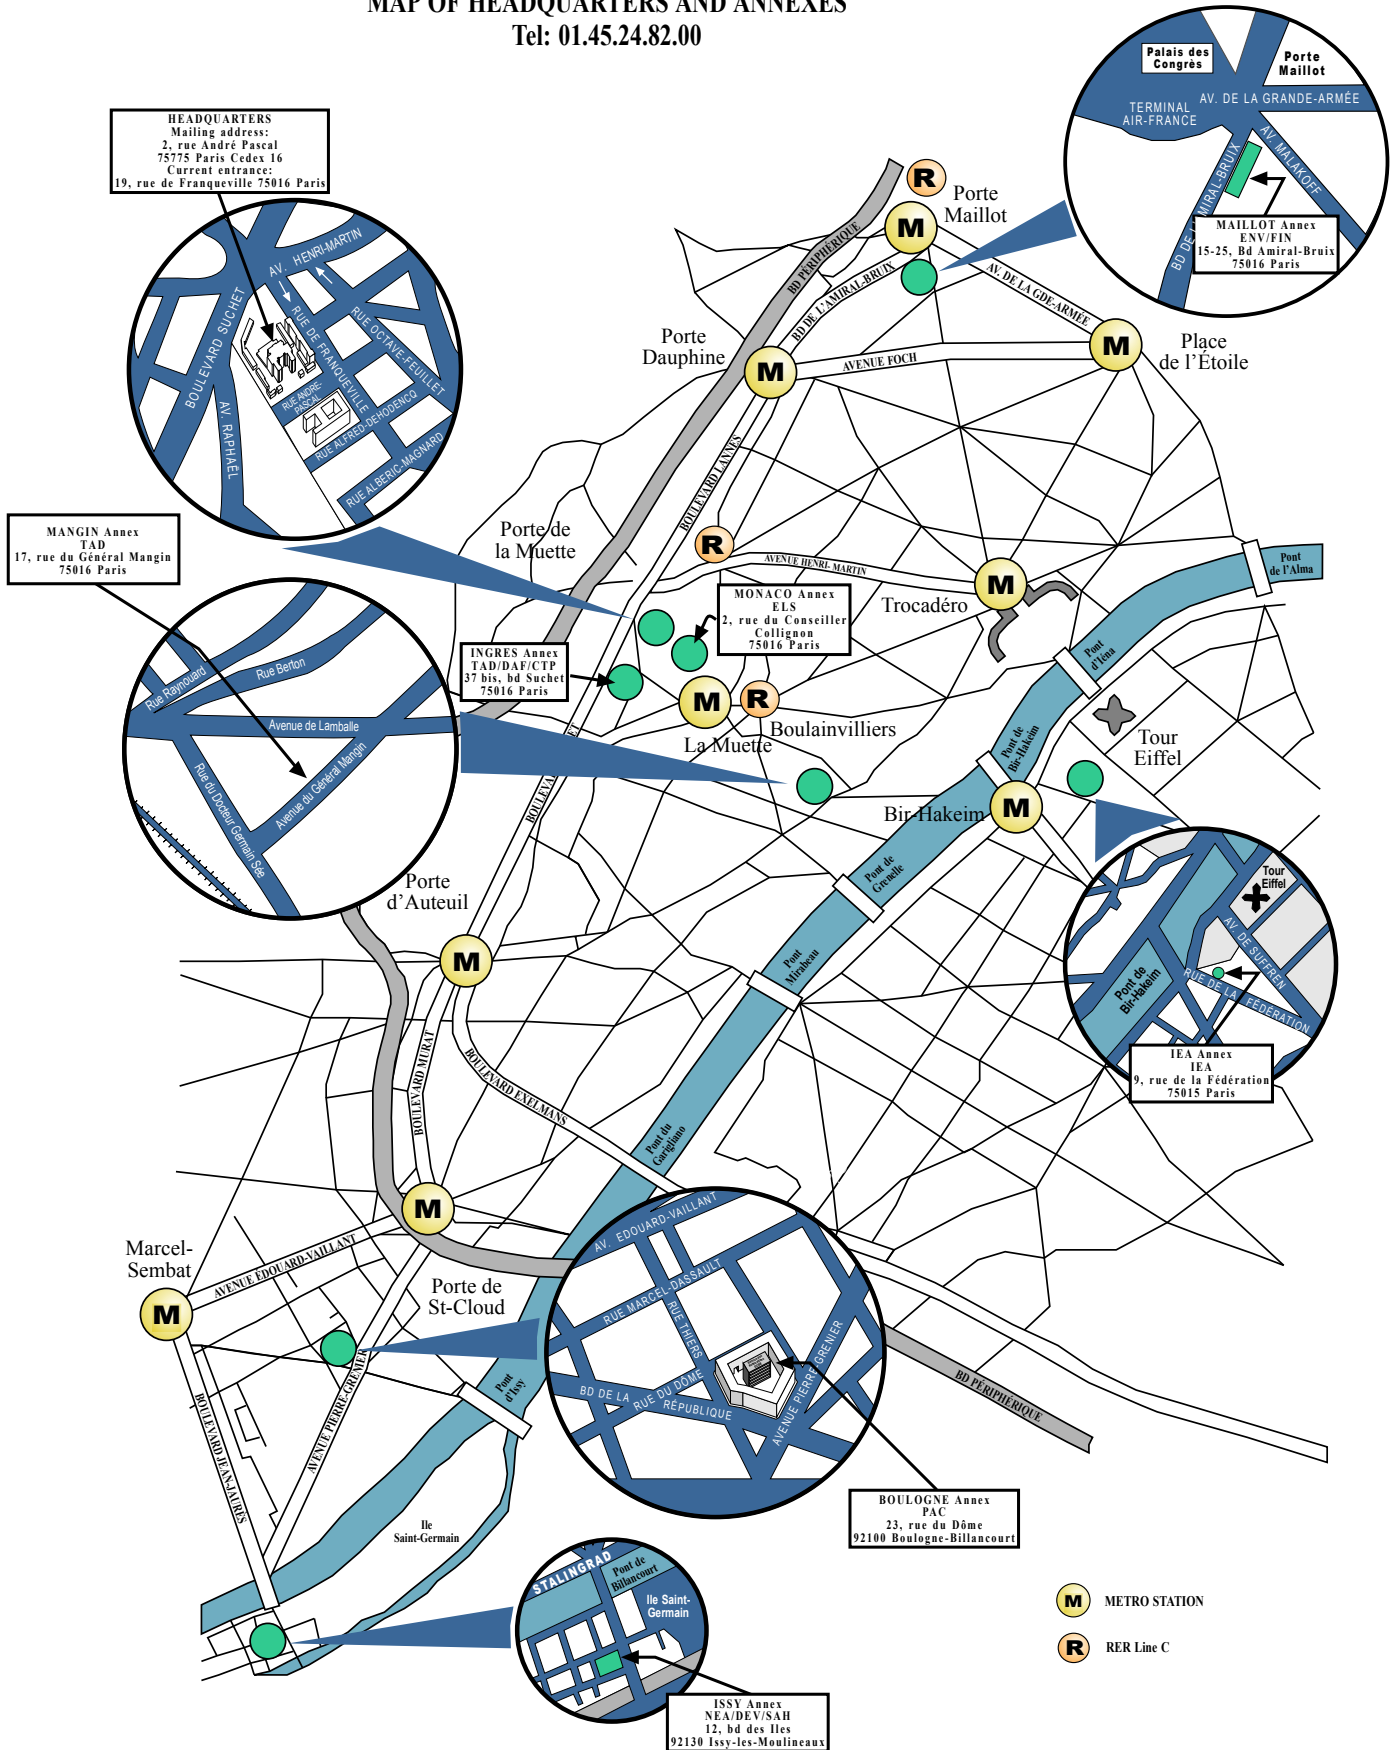 MAP OF HEADQUARTERS AND ANNEXES
Tel: 01.45.24.82.00
Palais des
Congrès
Porte
Maillot
AV. DE LA GRANDE-ARMÉE
TERMINAL
AIR-FRANCE
AV. MALAKOFF
MAILLOT Annex
ENV/FIN
15-25, Bd Amiral-Bruix
75016 Paris
HEADQUARTERS
Mailing address:
2, rue André Pascal
75775 Paris Cedex 16
Current entrance:
19, rue de Franqueville 75016 Paris
AV. HENRI-MARTIN
BOULEVARD SUCHET
RUE DE FRANQUEVILLE
RUE OCTAVE-FEUILLET
RUE ANDRÉ-
PASCAL
RUE ALFRED-DEHODENCQ
AV. RAPHAËL
RUE ALBERIC-MAGNARD
R
Porte
Maillot
M
BD PÉRIPHÉRIQUE
BD DE L'AMIRAL-BRUIX
AV. DE LA GDE-ARMÉE
Porte
Dauphine
M
AVENUE FOCH
M
Place
de l'Étoile
BOULEVARD LANNES
Porte de
la Muette
R
AVENUE HENRI- MARTIN
Trocadéro
M
Pont
de l'Alma
MANGIN Annex
TAD
17, rue du Général Mangin
75016 Paris
MONACO Annex
ELS
2, rue du Conseiller
Collignon
75016 Paris
INGRES Annex
TAD/DAF/CTP
37 bis, bd Suchet
75016 Paris
Pont
d'Iéna
Rue Raynouard
Rue Berton
Avenue de Lamballe
Avenue du Général Mangin
Rue du Docteur Germain Sée
M
R
Boulainvilliers
La Muette
Pont de
Bir-Hakeim
Tour
Eiffel
Bir-Hakeim
M
Pont de
Grenelle
Porte
d'Auteuil
M
Pont
Mirabeau
Tour
Eiffel
AV. DE SUFFREN
Pont de
Bir-Hakeim
RUE DE LA FÉDÉRATION
IEA Annex
IEA
9, rue de la Fédération
75015 Paris
BOULEVARD MURAT
BOULEVARD EXELMANS
Pont du
Garigliano
M
Marcel-
Sembat
AVENUE ÉDOUARD-VAILLANT
M
Porte de
St-Cloud
AV. EDOUARD-VAILLANT
RUE MARCEL-DASSAULT
RUE THIERS
RUE DU DÔME
BD DE LA
RÉPUBLIQUE
AVENUE PIERRE-GRENIER
BOULEVARD JEAN-JAURÈS
AVENUE PIERRE-GRENIER
Pont
d'Issy
BD PÉRIPHÉRIQUE
BOULOGNE Annex
PAC
23, rue du Dôme
92100 Boulogne-Billancourt
Ile
Saint-Germain
STALINGRAD
Pont de
Billancourt
Ile Saint-
Germain
ISSY Annex
NEA/DEV/SAH
12, bd des Iles
92130 Issy-les-Moulineaux
M METRO STATION
R RER Line C